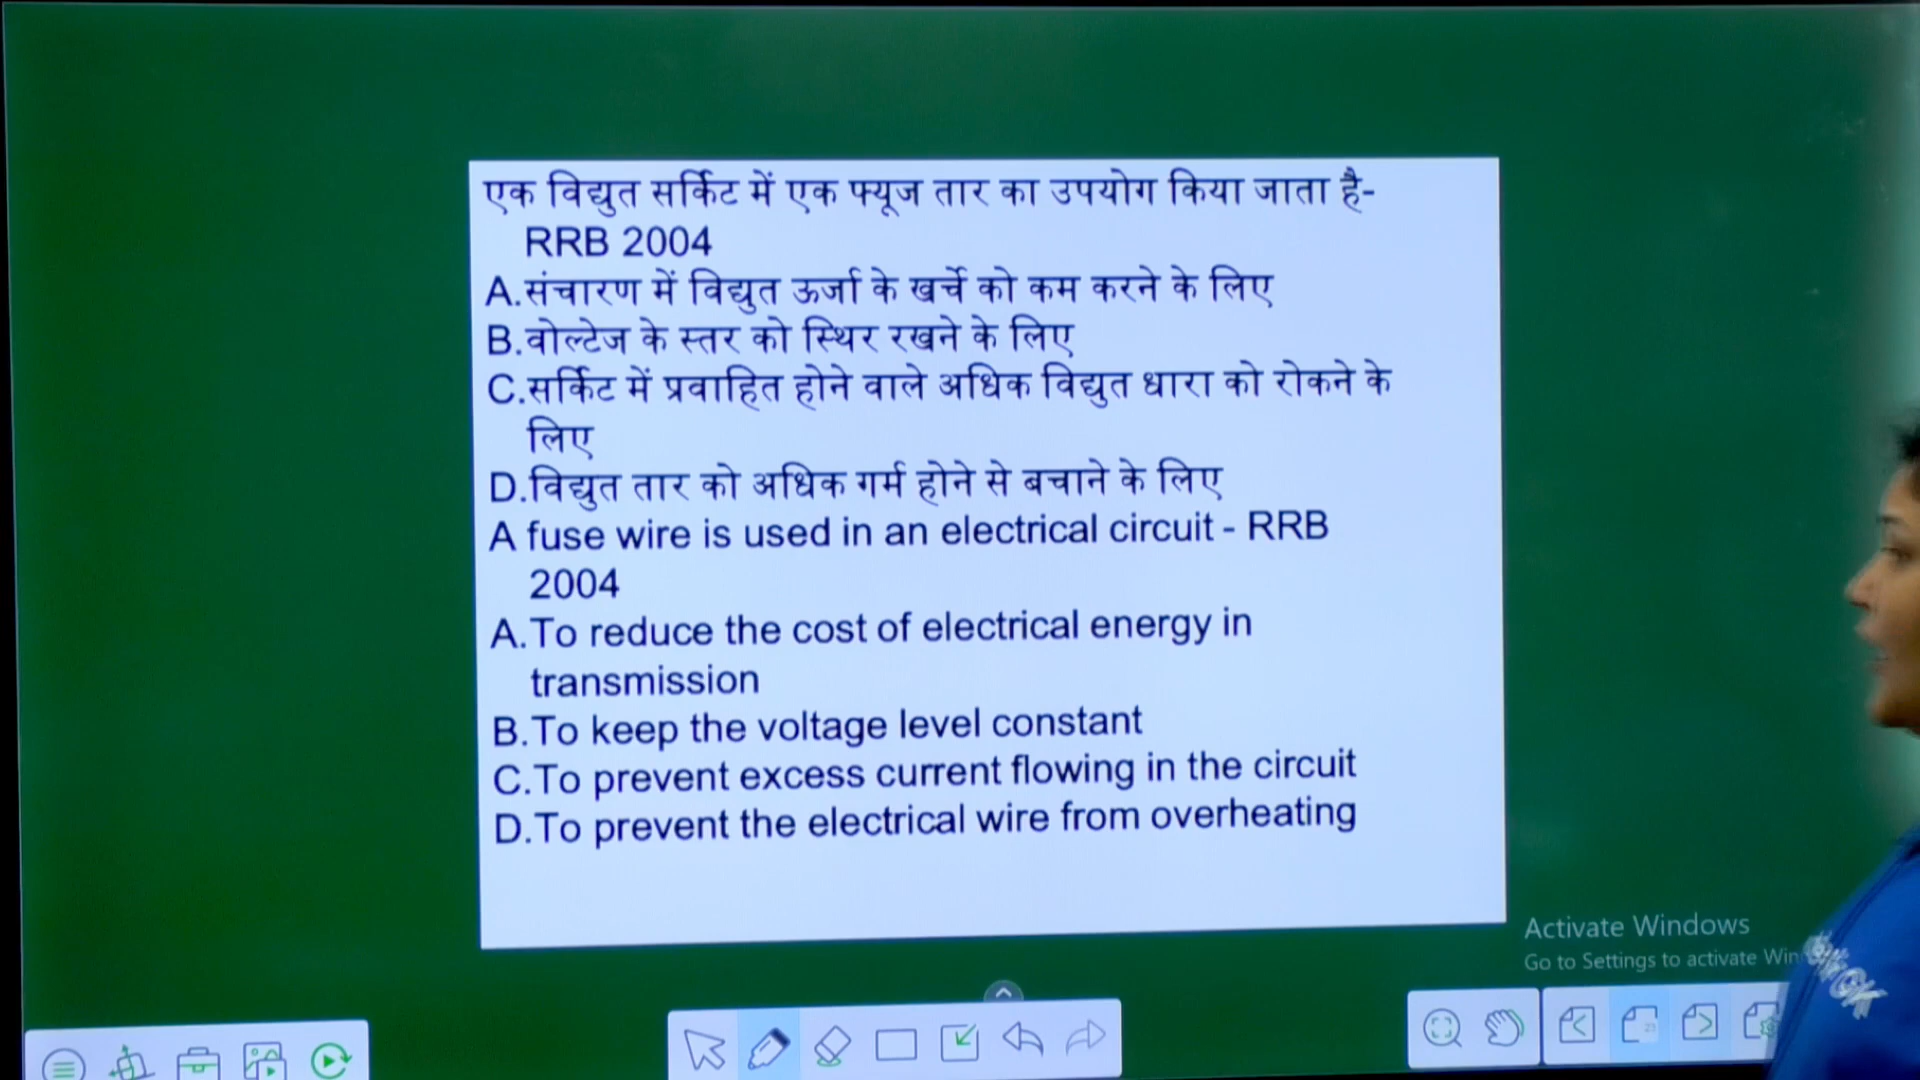 एक विद्युत सर्किट में एक फ्यूज तार का उपयोग किया जाता है-
RRB 2004
A.संचारण में विद्युत ऊर्जा के खर्चे को कम करने के लिए
B.वोल्टेज के स्तर को स्थिर रखने के लिए
C.सर्किट में प्रवाहित होने वाले अधिक विद्युत धारा को रोकने के
लिए
D.विद्युत तार को अधिक गर्म होने से बचाने के लिए
A fuse wire is used in an electrical circuit - RRB
2004
A.To reduce the cost of electrical energy in
transmission
B.To keep the voltage level constant
C.To prevent excess current flowing in the circuit
D.To prevent the electrical wire from overheating
Activate Windows
Go to Settings to activate Win